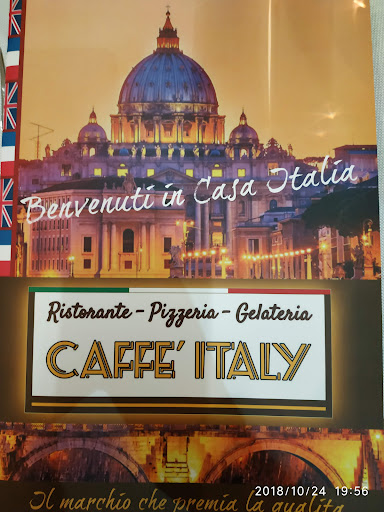 Benvenuti in Casa Italia
Ristorante - Pizzeria - Gelateria
CAFFE' ITALY
2018/10/24 19:56
Il marchio che premia la qualita